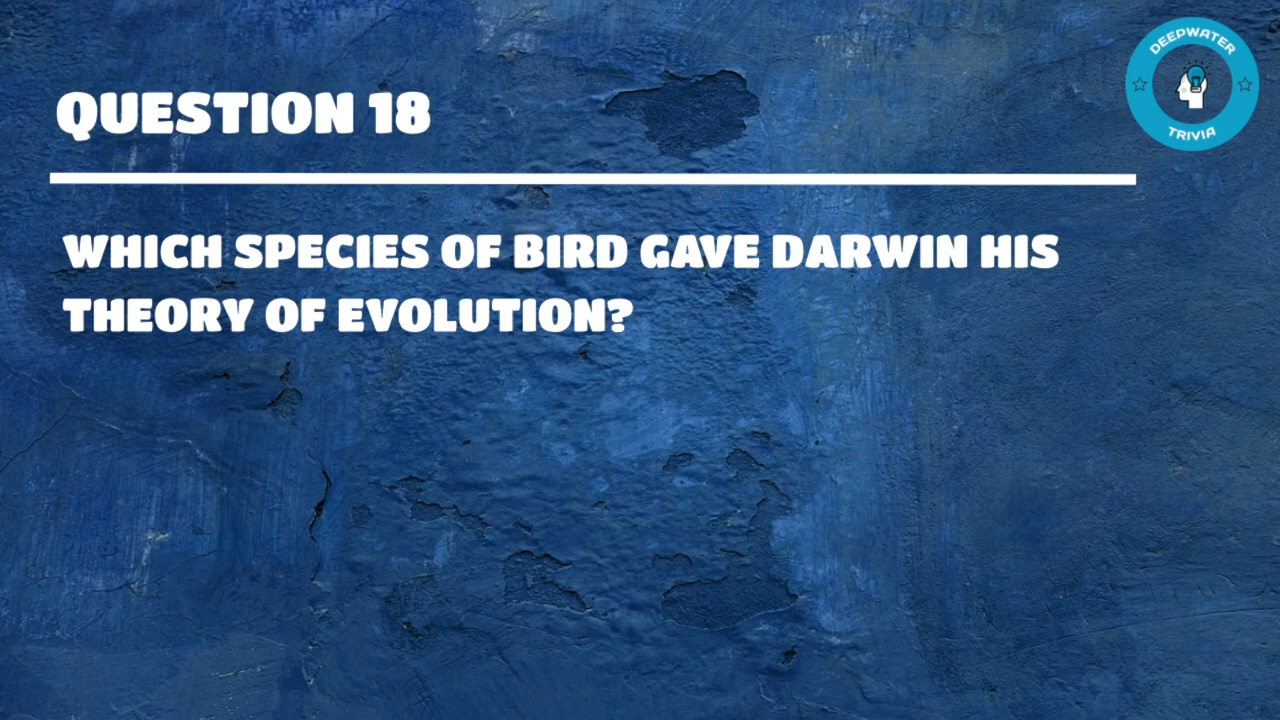 DEEPWATER
TRIVIA
QUESTION 18
WHICH SPECIES OF BIRD GAVE DARWIN HIS
THEORY OF EVOLUTION?